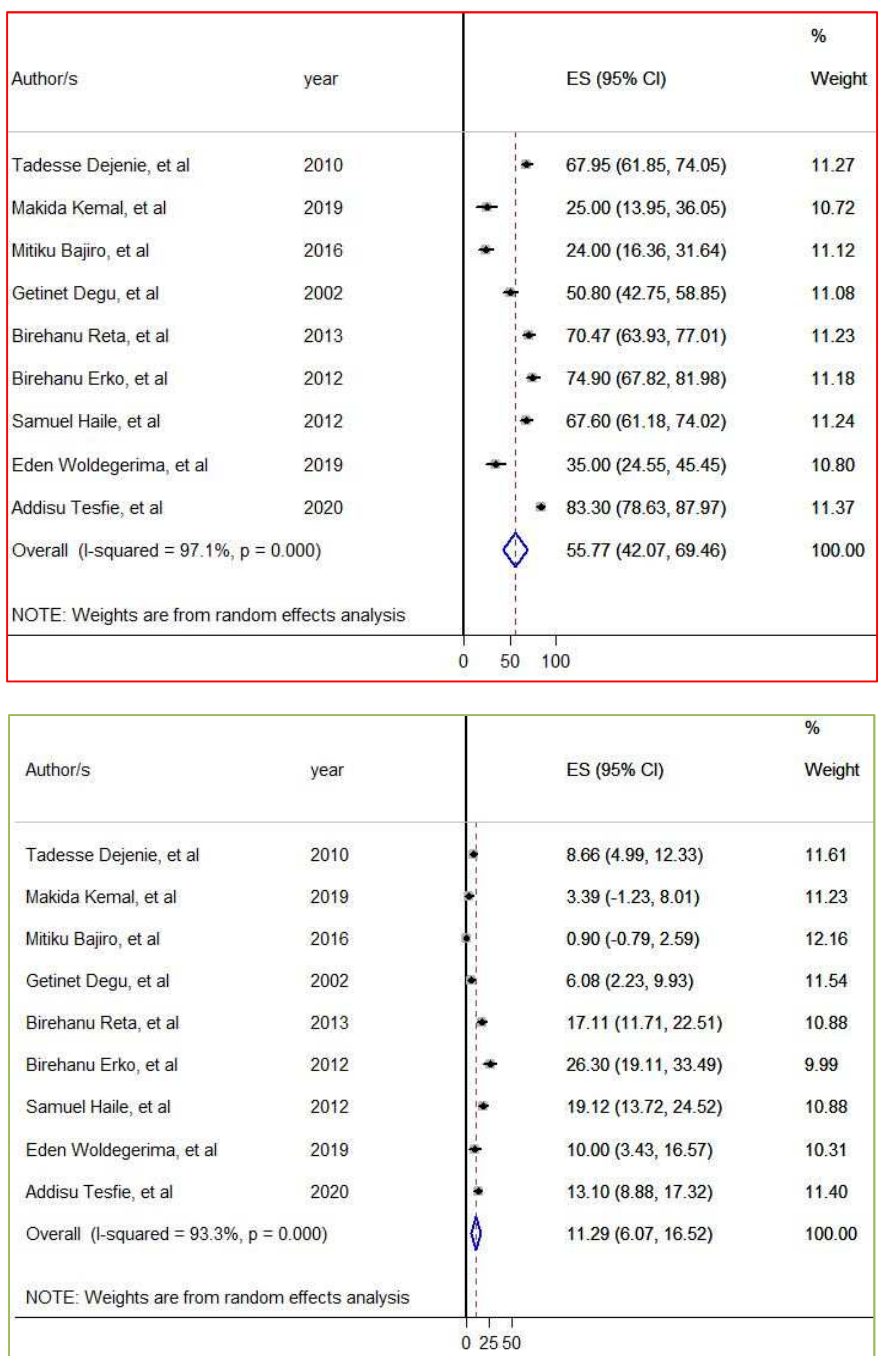 %
Author/s year ES (95% CI) Weight
Tadesse Dejenie, et al 2010 67.95 (61.85, 74.05) 11.27
Makida Kemal, et al 2019 25.00 (13.95, 36.05) 10.72
Mitiku Bajiro, et al 2016 24.00 (16.36, 31.64) 11.12
Getinet Degu, et al 2002 50.80 (42.75, 58.85) 11.08
Birehanu Reta, et al 2013 70.47 (63.93, 77.01) 11.23
Birehanu Erko, et al 2012 74.90 (67.82, 81.98) 11.18
Samuel Haile, et al 2012 67.60 (61.18, 74.02) 11.24
Eden Woldegerima, et al 2019 35.00 (24.55, 45.45) 10.80
Addisu Tesfie, et al 2020 83.30 (78.63, 87.97) 11.37
Overall (I-squared = 97.1%, p = 0.000) 55.77 (42.07, 69.46) 100.00
NOTE: Weights are from random effects analysis
0 50 100
%
Author/s year ES (95% CI) Weight
Tadesse Dejenie, et al 2010 8.66 (4.99, 12.33) 11.61
Makida Kemal, et al 2019 3.39 (-1.23, 8.01) 11.23
Mitiku Bajiro, et al 2016 0.90 (-0.79, 2.59) 12.16
Getinet Degu, et al 2002 6.08 (2.23, 9.93) 11.54
Birehanu Reta, et al 2013 17.11 (11.71, 22.51) 10.88
Birehanu Erko, et al 2012 26.30 (19.11, 33.49) 9.99
Samuel Haile, et al 2012 19.12 (13.72, 24.52) 10.88
Eden Woldegerima, et al 2019 10.00 (3.43, 16.57) 10.31
Addisu Tesfie, et al 2020 13.10 (8.88, 17.32) 11.40
Overall (I-squared = 93.3%, p = 0.000) 11.29 (6.07, 16.52) 100.00
NOTE: Weights are from random effects analysis
0 25 50